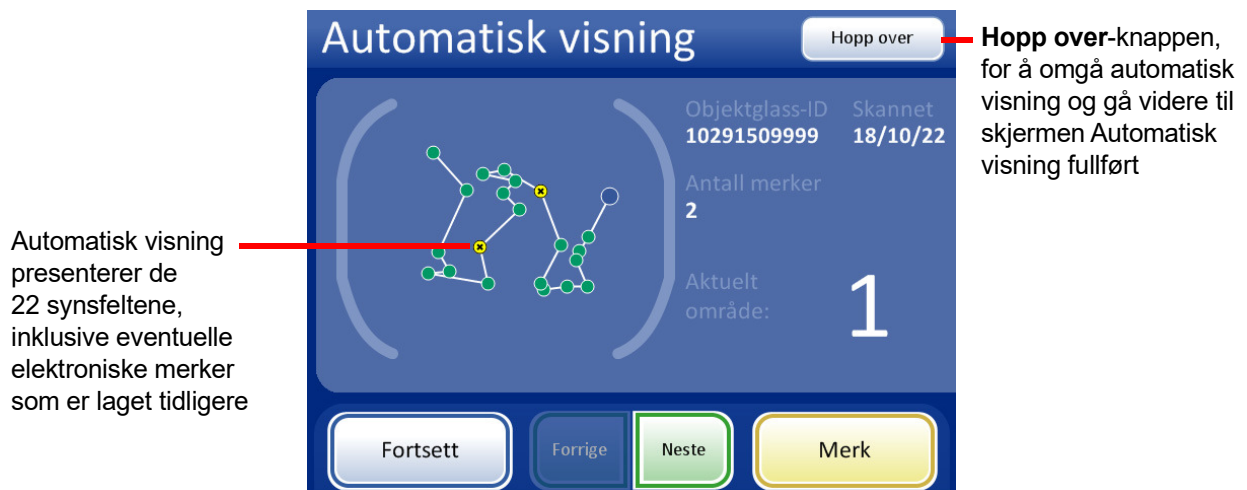 Automatisk visning
Hopp over
Hopp over-knappen,
for å omgå automatisk
visning og gå videre til
skjermen Automatisk
visning fullført
Objektglass-ID Skannet
10291509999 18/10/22
Antall merker
2
Automatisk visning
presenterer de
22 synsfeltene,
inklusive eventuelle
elektroniske merker
som er laget tidligere
Aktuelt
område:
1
Fortsett
Forrige
Neste
Merk